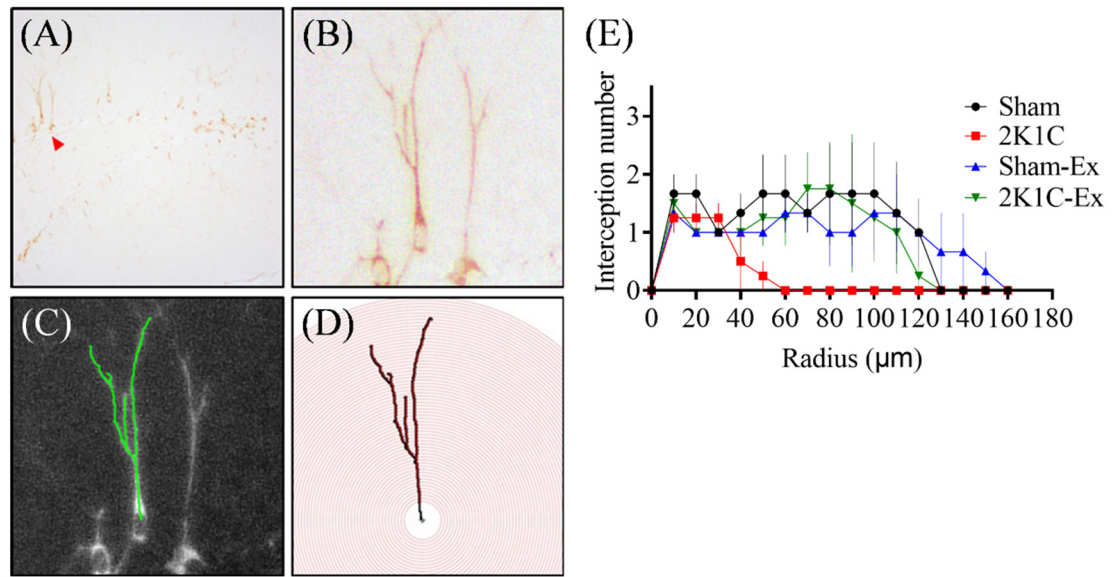 (A)
(B)
(C)
(D)
(E)
Interception number
3
2
1
0
0 20 40 60 80 100 120 140 160 180
Radius (μm)
Sham
2K1C
Sham-Ex
2K1C-Ex